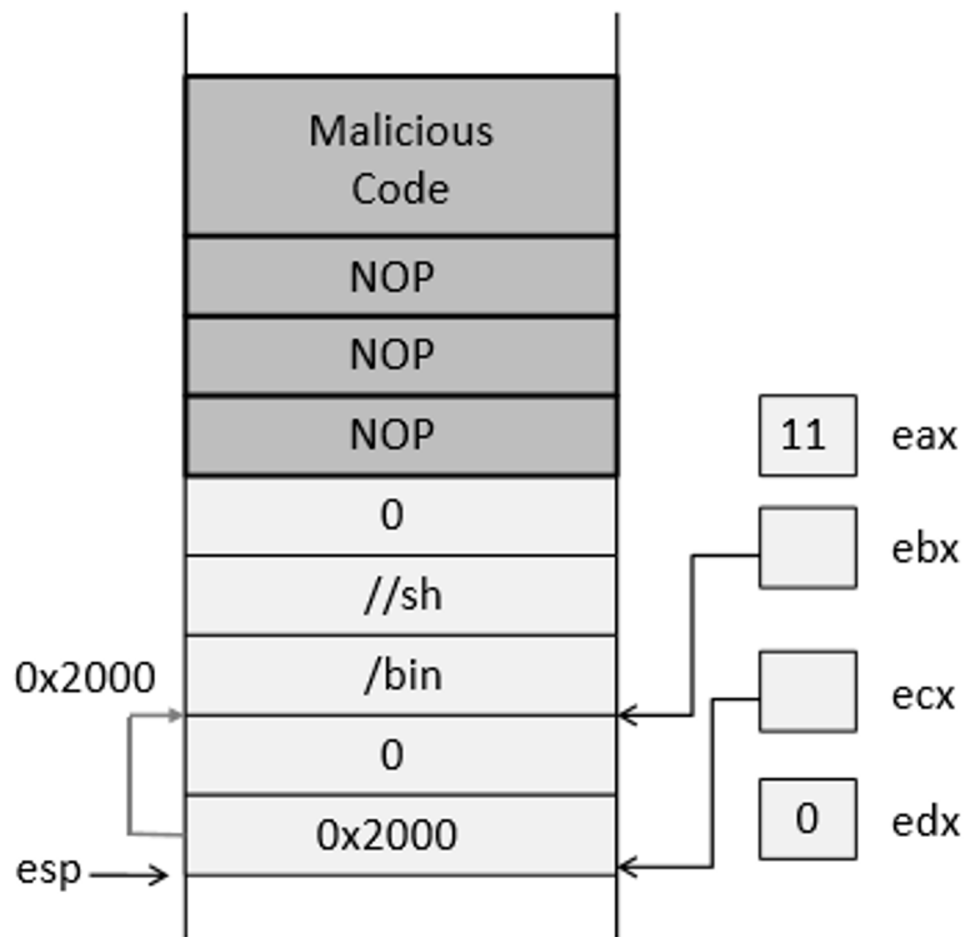 Malicious
Code
NOP
NOP
NOP
11 eax
0
ebx
//sh
0x2000
/bin
ecx
0
0 edx
0x2000
esp